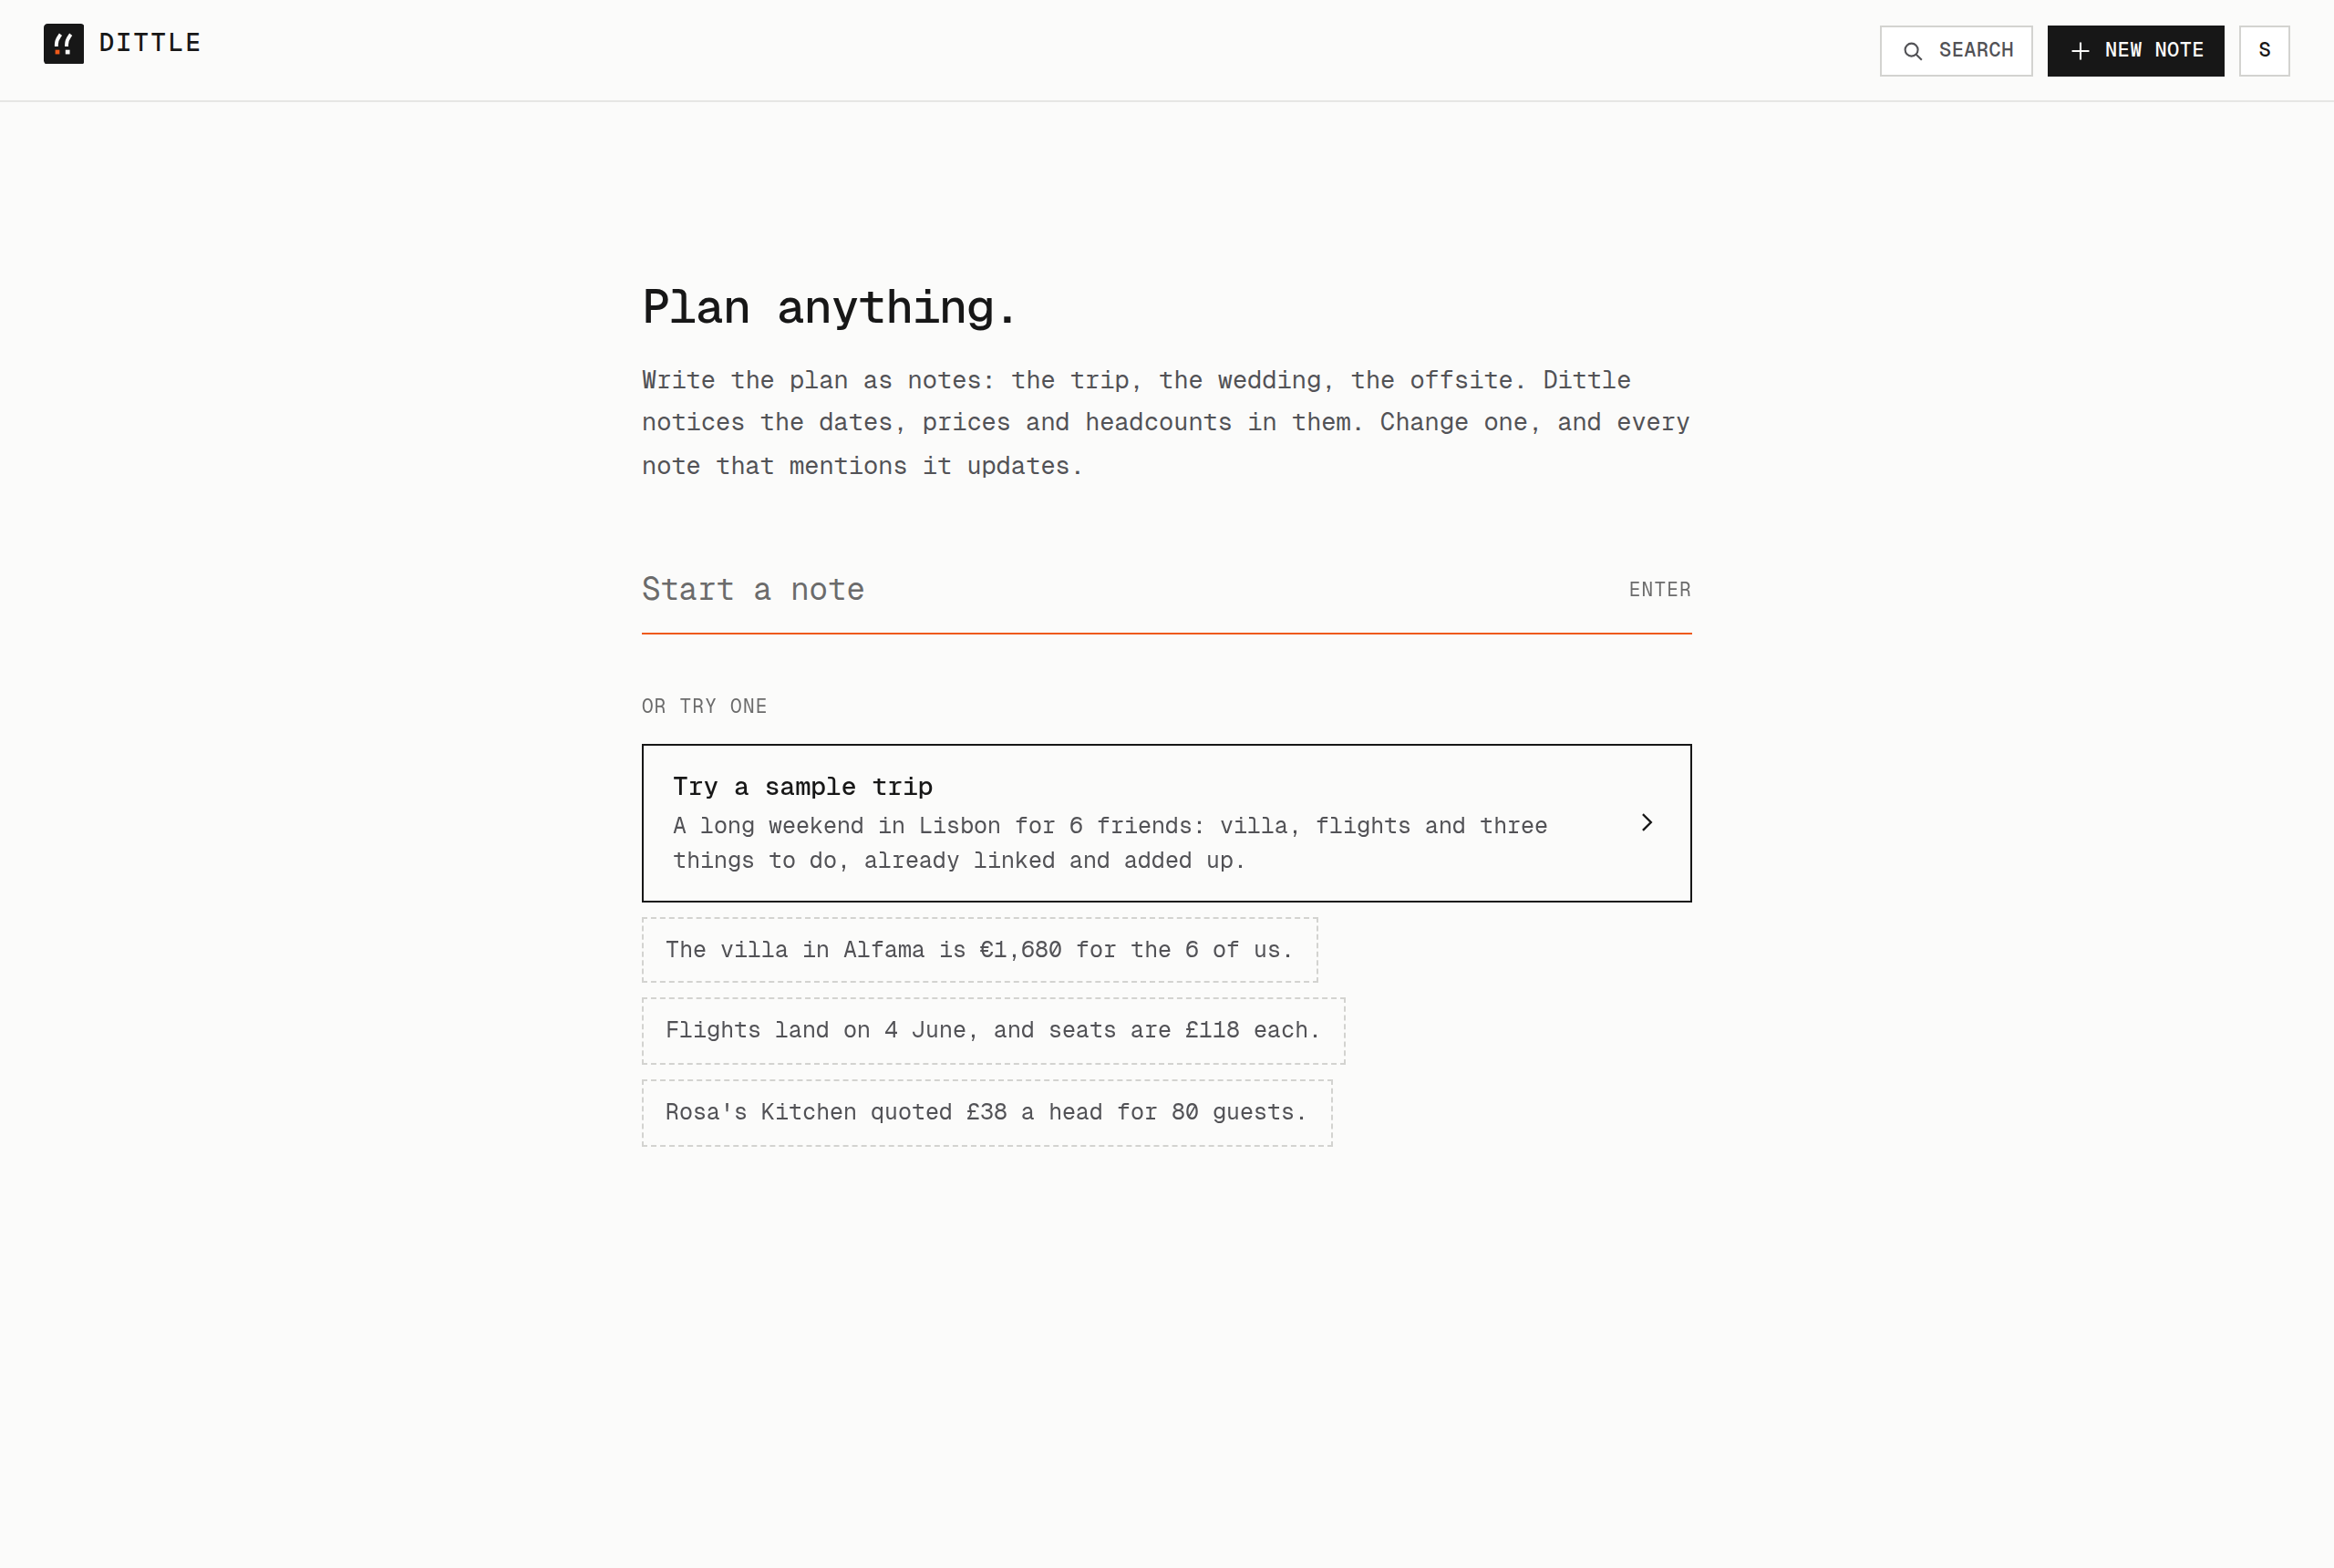 DITTLE
SEARCH
NEW NOTE
S
Plan anything.
Write the plan as notes: the trip, the wedding, the offsite. Dittle
notices the dates, prices and headcounts in them. Change one, and every
note that mentions it updates.
Start a note
ENTER
OR TRY ONE
Try a sample trip
A long weekend in Lisbon for 6 friends: villa, flights and three
things to do, already linked and added up.
The villa in Alfama is €1,680 for the 6 of us.
Flights land on 4 June, and seats are £118 each.
Rosa's Kitchen quoted £38 a head for 80 guests.